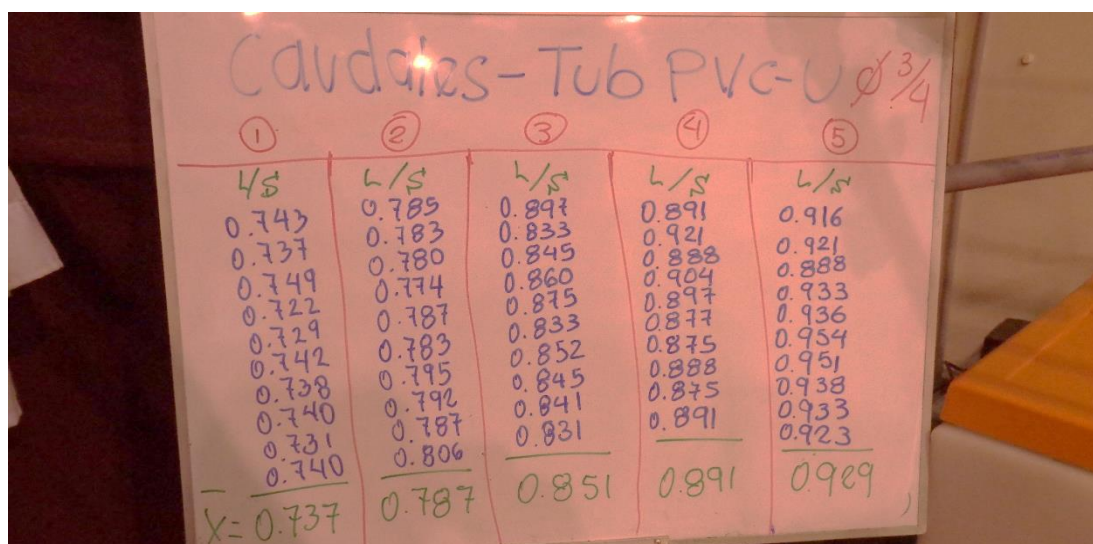 Caudales-Tub PVC-U Ø 3/4
1 2 3 4 5
L/S L/S L/S L/S L/S
0.743 0.785 0.897 0.891 0.916
0.737 0.783 0.833 0.921 0.921
0.749 0.780 0.845 0.888 0.888
0.722 0.774 0.860 0.904 0.933
0.729 0.787 0.875 0.897 0.936
0.742 0.783 0.833 0.877 0.954
0.738 0.795 0.852 0.875 0.951
0.740 0.792 0.845 0.888 0.938
0.731 0.787 0.841 0.875 0.933
0.740 0.806 0.831 0.891 0.923
X̄= 0.737 0.787 0.851 0.891 0.929